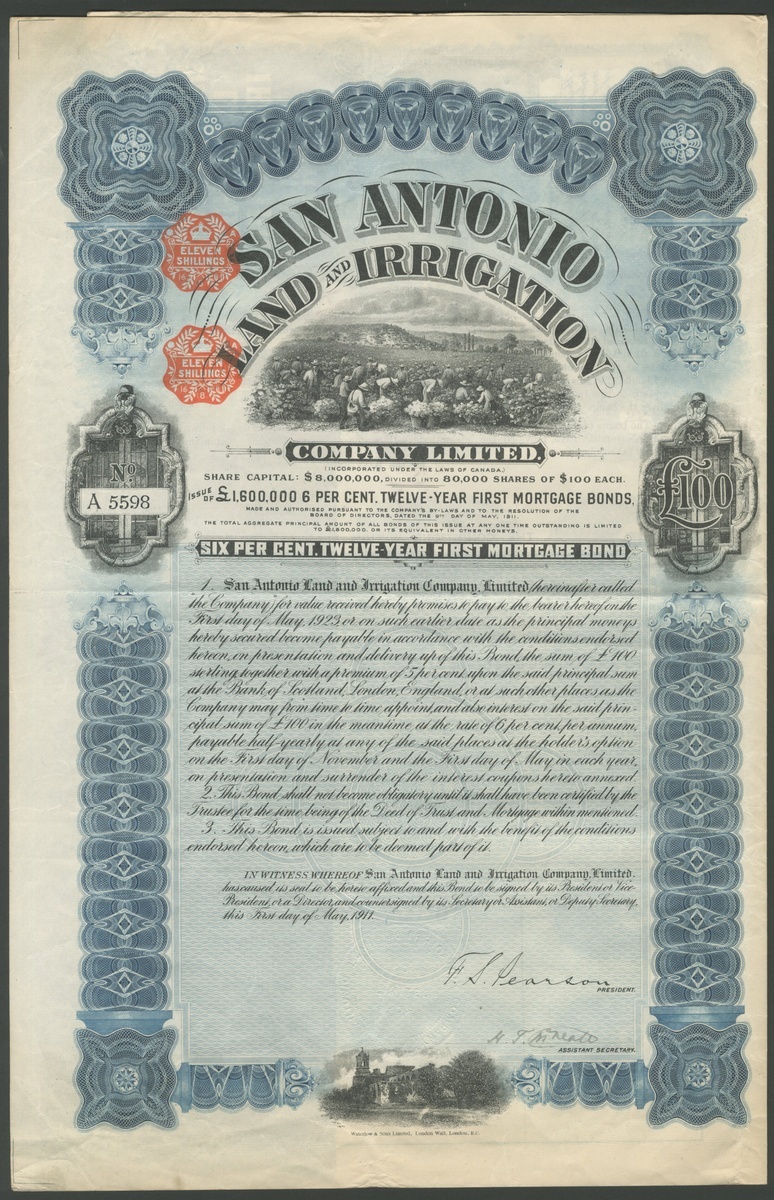 SAN ANTONIO
LAND AND IRRIGATION
ELEVEN
SHILLINGS
ELEVEN
SHILLINGS
COMPANY LIMITED.
(INCORPORATED UNDER THE LAWS OF CANADA.)
SHARE CAPITAL: $8,000,000, DIVIDED INTO 80,000 SHARES OF $100 EACH.
ISSUE OF £1,600,000 6 PER CENT. TWELVE-YEAR FIRST MORTGAGE BONDS,
MADE AND AUTHORISED PURSUANT TO THE COMPANY'S BY-LAWS AND TO THE RESOLUTION OF THE
BOARD OF DIRECTORS, DATED THE 9TH DAY OF MAY, 1911.
THE TOTAL AGGREGATE PRINCIPAL AMOUNT OF ALL BONDS OF THIS ISSUE AT ANY ONE TIME OUTSTANDING IS LIMITED
TO £1,600,000, OR ITS EQUIVALENT IN OTHER MONEYS.
No.
A 5598
£100
SIX PER CENT. TWELVE-YEAR FIRST MORTGAGE BOND
1. San Antonio Land and Irrigation Company, Limited (hereinafter called
"the Company") for value received hereby promises to pay to the bearer hereof on the
First day of May, 1923, or on such earlier date as the principal moneys
hereby secured become payable in accordance with the conditions endorsed
hereon, on presentation and delivery up of this Bond, the sum of £100
sterling together with a premium of 5 per cent. upon the said principal sum
at the Bank of Scotland, London, England, or at such other places as the
Company may from time to time appoint, and also interest on the said prin-
cipal sum of £100 in the meantime at the rate of 6 per cent, per annum,
payable half-yearly at any of the said places at the holder's option
on the First day of November and the First day of May in each year,
on presentation and surrender of the interest coupons hereto annexed.
2. This Bond shall not become obligatory until it shall have been certified by the
Trustee for the time being of the Deed of Trust and Mortgage within mentioned.
3. This Bond is issued subject to and with the benefit of the conditions
endorsed hereon, which are to be deemed part of it.
IN WITNESS WHEREOF San Antonio Land and Irrigation Company, Limited.
has caused its seal to be hereto affixed and this Bond to be signed by its President or Vice-
President, or a Director, and countersigned by its Secretary or Assistant, or Deputy-Secretary,
this First day of May, 1911.
F. S. Pearson
PRESIDENT.
ASSISTANT SECRETARY.
Waterlow & Sons Limited, London Wall, London, E.C.